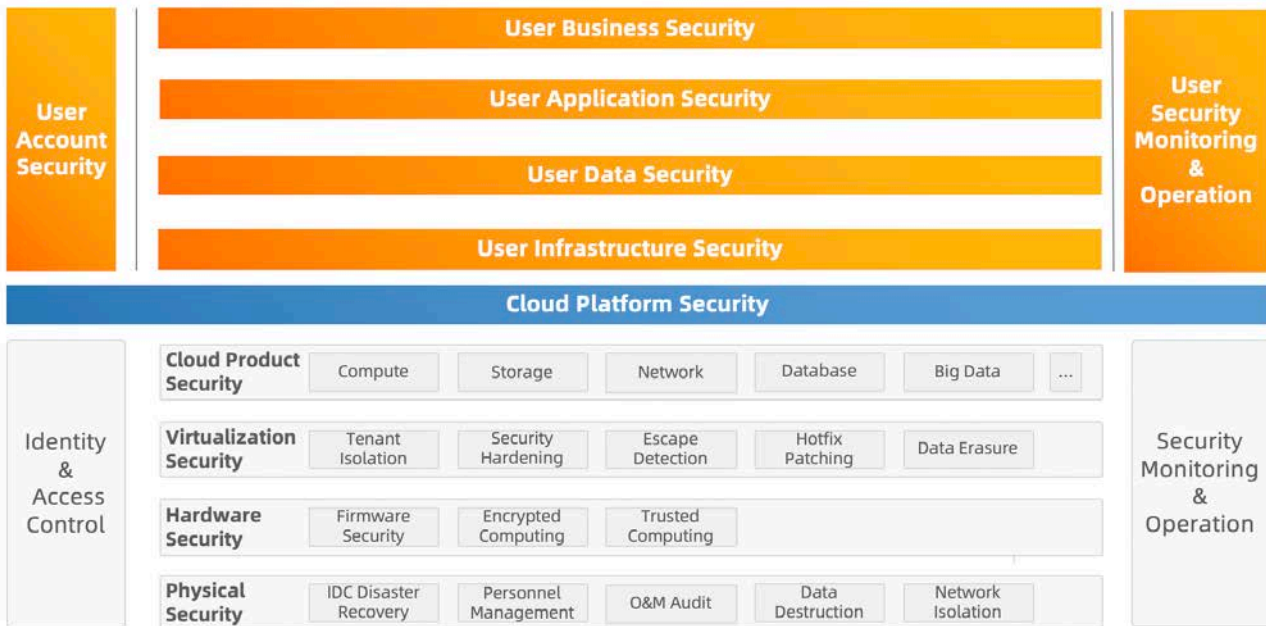 User Business Security
User Application Security
User Data Security
User Infrastructure Security
User
Account
Security
User
Security
Monitoring
&
Operation
Cloud Platform Security
Identity
&
Access
Control
Cloud Product
Security
Compute
Storage
Network
Database
Big Data
...
Virtualization
Security
Tenant
Isolation
Security
Hardening
Escape
Detection
Hotfix
Patching
Data Erasure
Hardware
Security
Firmware
Security
Encrypted
Computing
Trusted
Computing
Physical
Security
IDC Disaster
Recovery
Personnel
Management
O&M Audit
Data
Destruction
Network
Isolation
Security
Monitoring
&
Operation